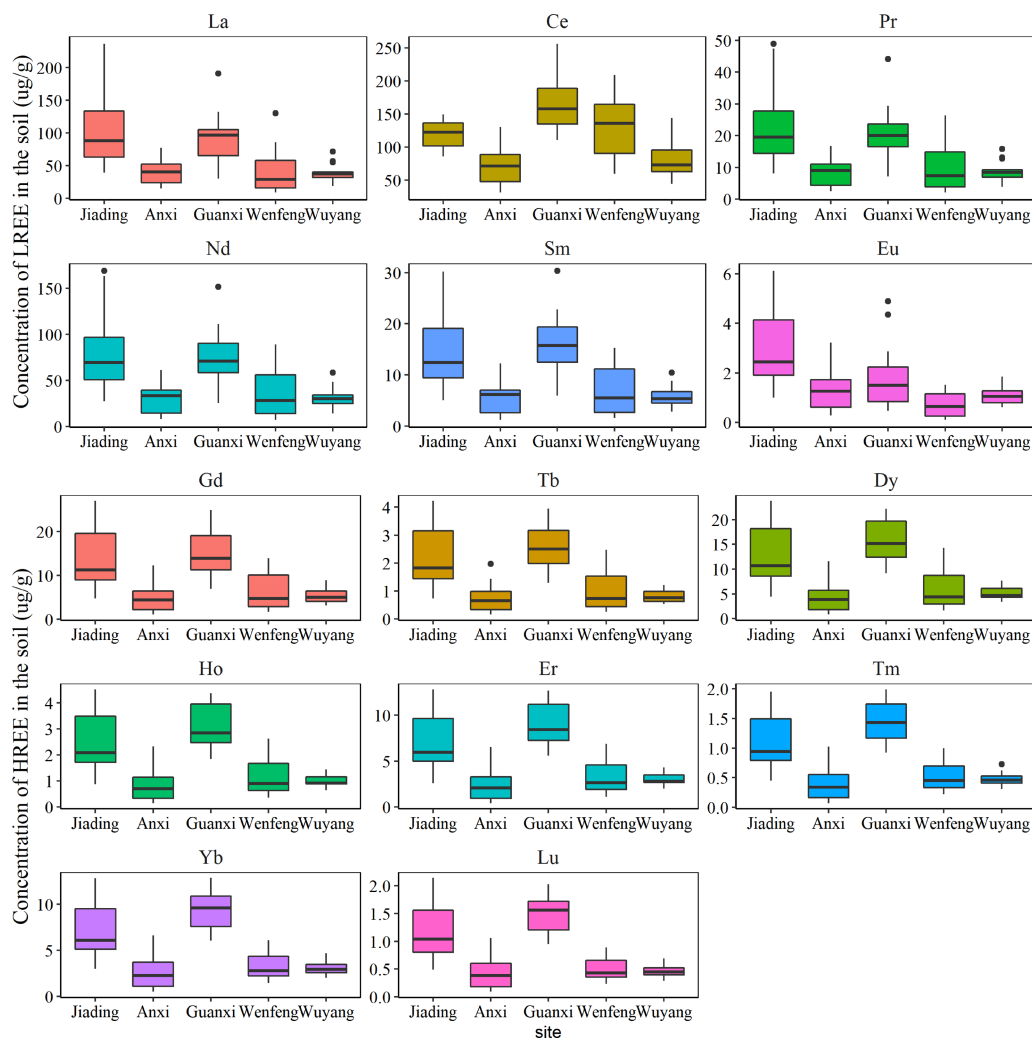 La Ce Pr
Concentration of LREE in the soil (ug/g)
200
150
100
50
0
Jiading Anxi Guanxi Wenfeng Wuyang
250
200
150
100
50
Jiading Anxi Guanxi Wenfeng Wuyang
50
40
30
20
10
0
Jiading Anxi Guanxi Wenfeng Wuyang
Nd Sm Eu
150
100
50
0
Jiading Anxi Guanxi Wenfeng Wuyang
30
20
10
0
Jiading Anxi Guanxi Wenfeng Wuyang
6
4
2
0
Jiading Anxi Guanxi Wenfeng Wuyang
Gd Tb Dy
Concentration of HREE in the soil (ug/g)
20
10
0
Jiading Anxi Guanxi Wenfeng Wuyang
4
3
2
1
0
Jiading Anxi Guanxi Wenfeng Wuyang
20
15
10
5
0
Jiading Anxi Guanxi Wenfeng Wuyang
Ho Er Tm
4
3
2
1
0
Jiading Anxi Guanxi Wenfeng Wuyang
10
5
0
Jiading Anxi Guanxi Wenfeng Wuyang
2.0
1.5
1.0
0.5
0.0
Jiading Anxi Guanxi Wenfeng Wuyang
Yb Lu
10
5
0
Jiading Anxi Guanxi Wenfeng Wuyang
2.0
1.5
1.0
0.5
0.0
Jiading Anxi Guanxi Wenfeng Wuyang
site